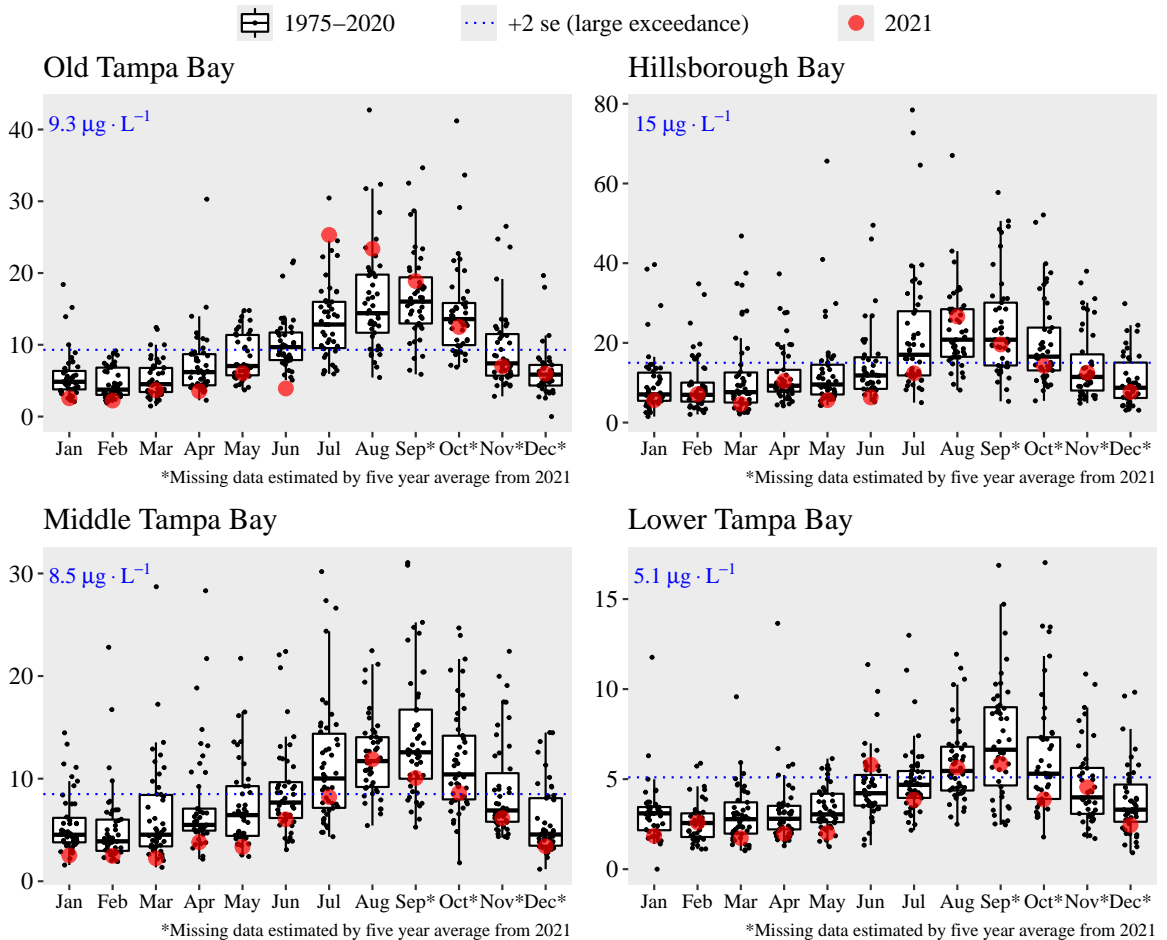 1975–2020
+2 se (large exceedance)
2021
Old Tampa Bay
9.3 μg · L⁻¹
40
30
20
10
0
Jan Feb Mar Apr May Jun Jul Aug Sep* Oct* Nov* Dec*
*Missing data estimated by five year average from 2021
Hillsborough Bay
15 μg · L⁻¹
80
60
40
20
0
Jan Feb Mar Apr May Jun Jul Aug Sep* Oct* Nov* Dec*
*Missing data estimated by five year average from 2021
Middle Tampa Bay
8.5 μg · L⁻¹
30
20
10
0
Jan Feb Mar Apr May Jun Jul Aug Sep* Oct* Nov* Dec*
*Missing data estimated by five year average from 2021
Lower Tampa Bay
5.1 μg · L⁻¹
15
10
5
0
Jan Feb Mar Apr May Jun Jul Aug Sep* Oct* Nov* Dec*
*Missing data estimated by five year average from 2021